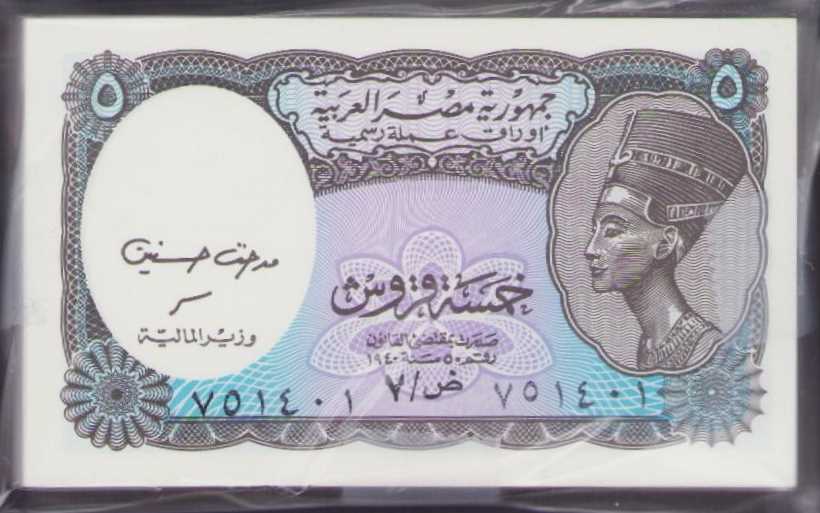 ٥ ٥
جمهورية مصر العربية
اوراق عملة رسمية
مدحت حسنين
خمسة قروش
وزير المالية
صدرت بمقتضى القانون
رقم ٥٠ سنة ١٩٤٠
٧٥١٤٠١ ض/٧ ٧٥١٤٠١